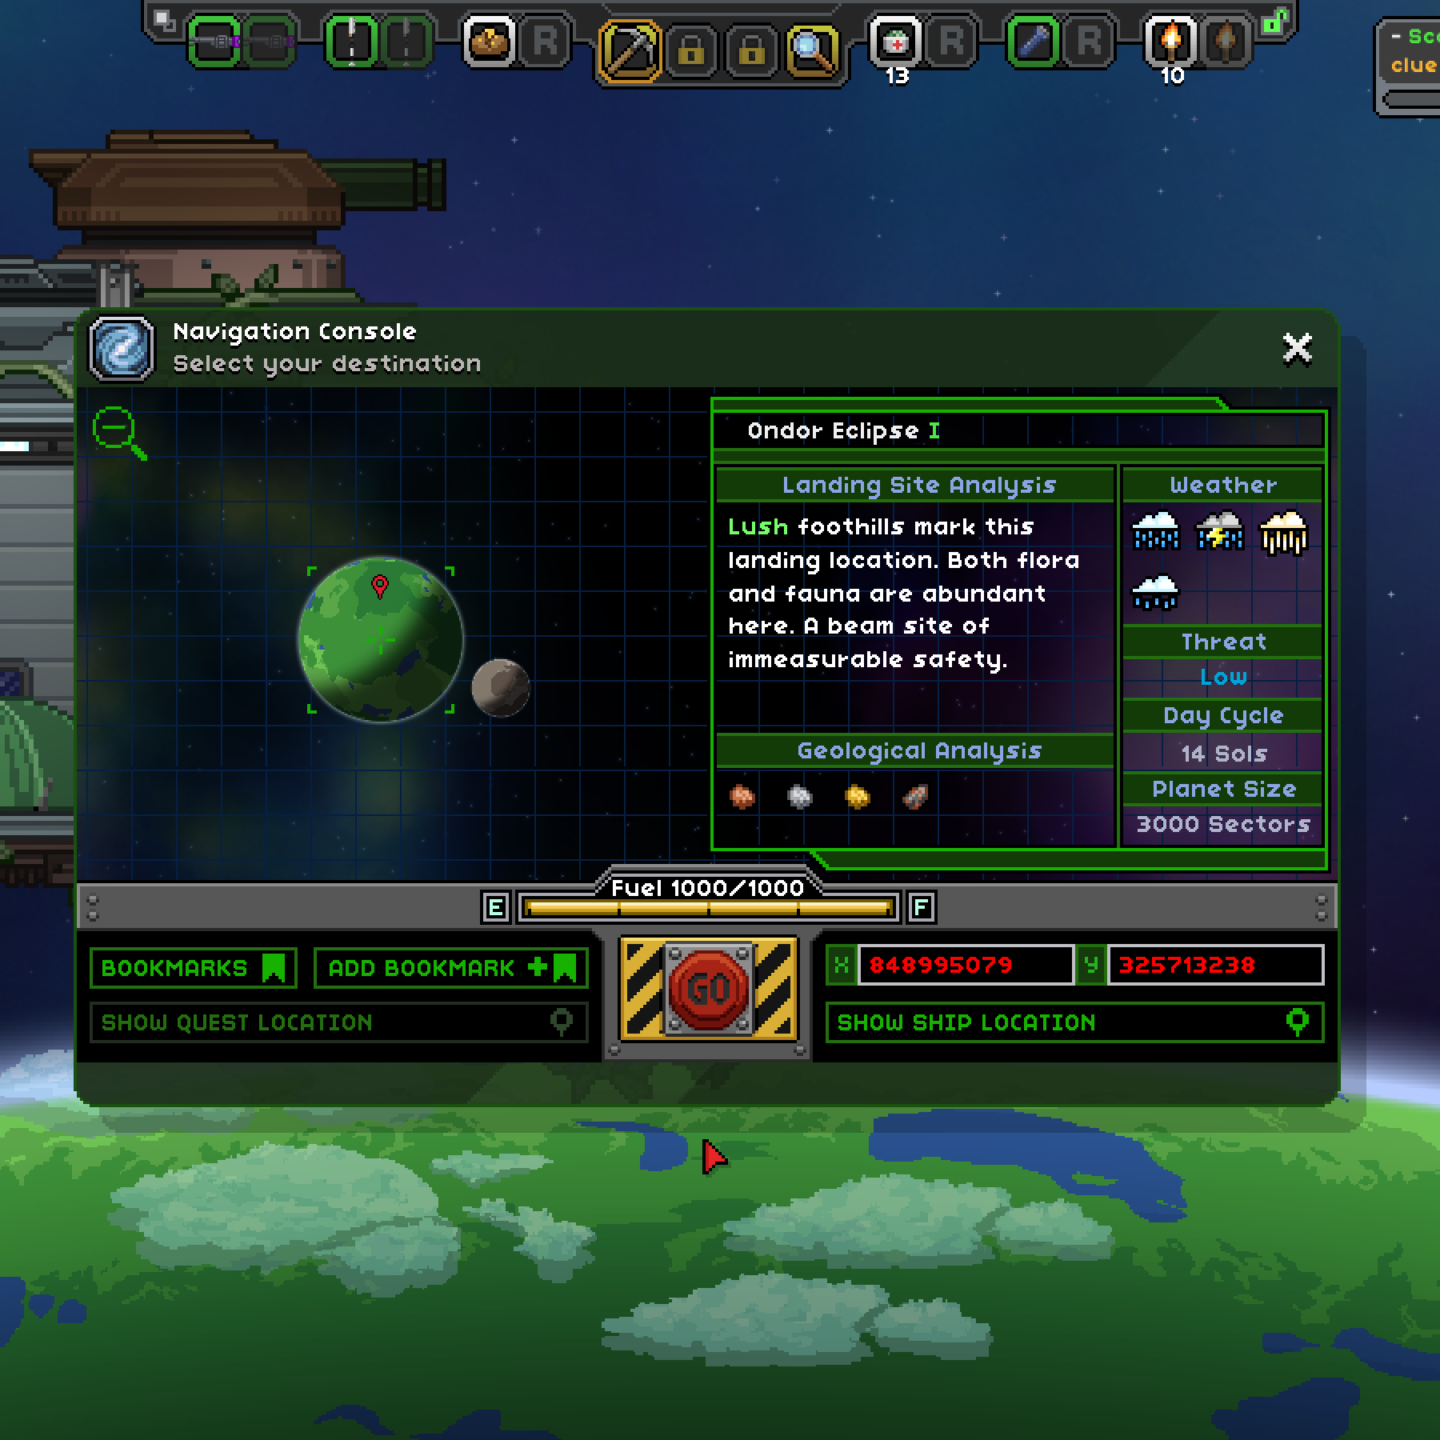 R
R
R
13
10
- Sc
clue
Navigation Console
Select your destination
Ondor Eclipse I
Landing Site Analysis
Lush foothills mark this
landing location. Both flora
and fauna are abundant
here. A beam site of
immeasurable safety.
Geological Analysis
Weather
Threat
Low
Day Cycle
14 Sols
Planet Size
3000 Sectors
Fuel 1000/1000
E
F
BOOKMARKS
ADD BOOKMARK +
GO
X 848995079
Y 325713238
SHOW QUEST LOCATION
SHOW SHIP LOCATION